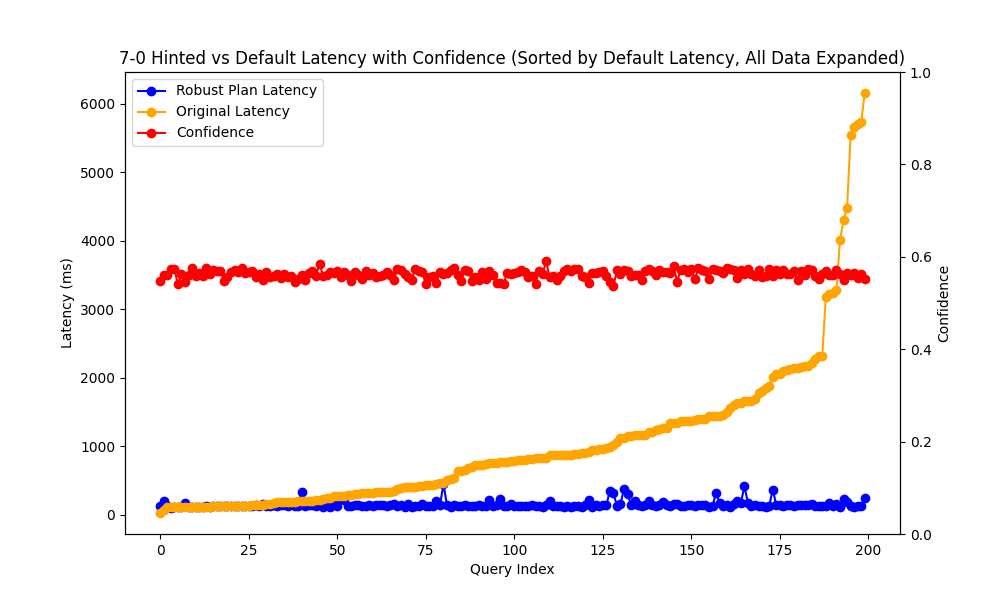 7-0 Hinted vs Default Latency with Confidence (Sorted by Default Latency, All Data Expanded)
Robust Plan Latency
Original Latency
Confidence
Latency (ms)
6000
5000
4000
3000
2000
1000
0
1.0
0.8
0.6
0.4
0.2
0.0
Confidence
0 25 50 75 100 125 150 175 200
Query Index